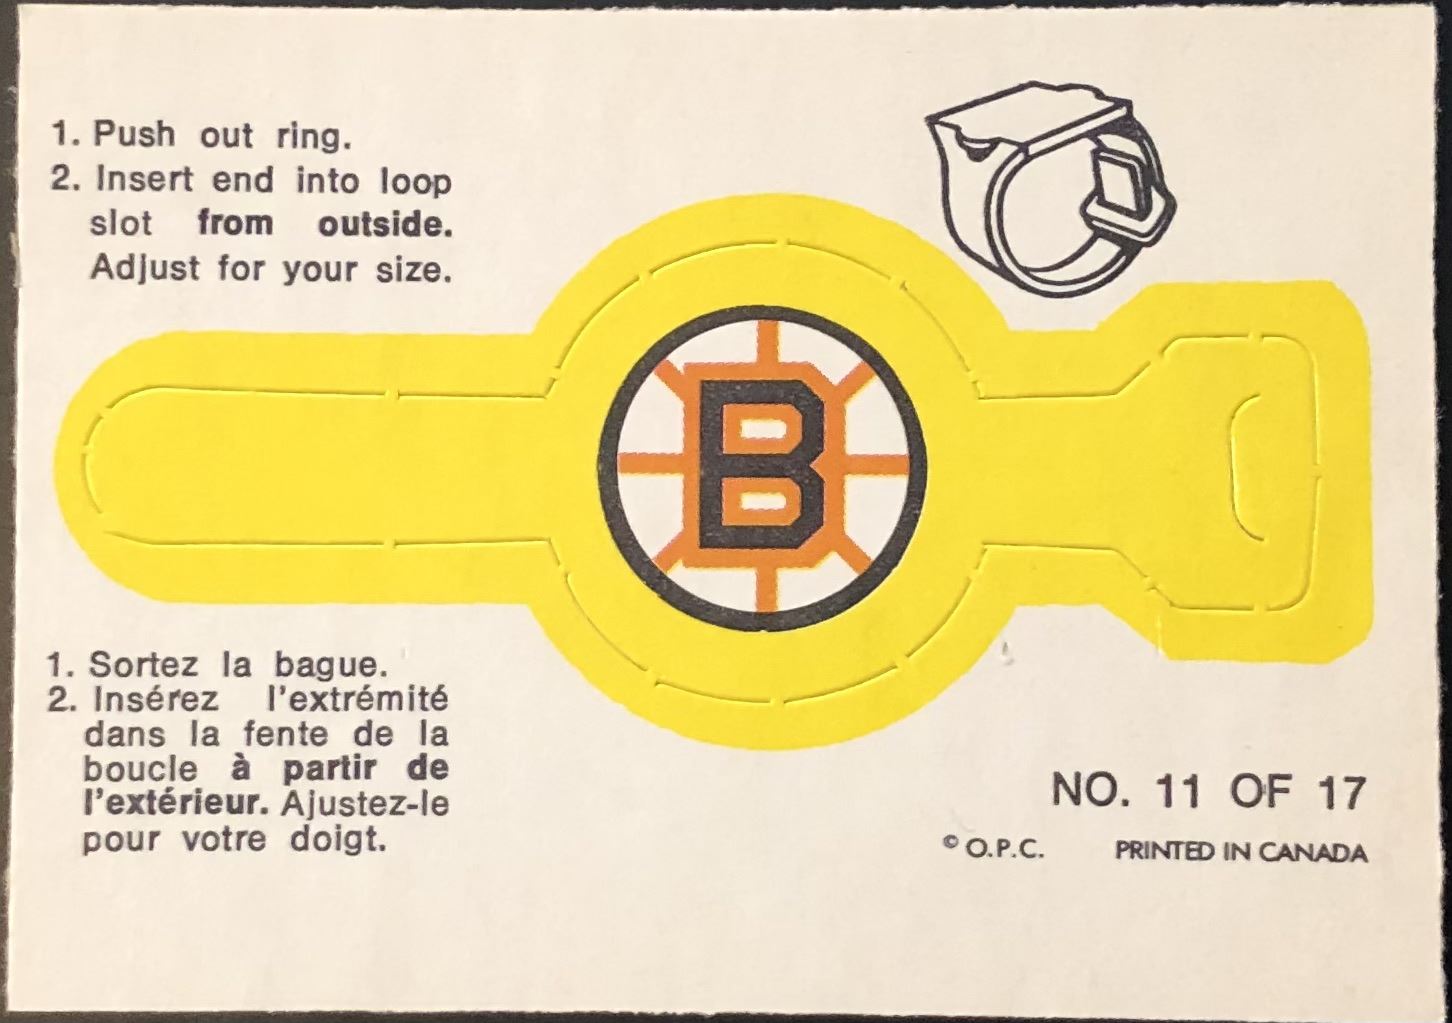 1. Push out ring.
2. Insert end into loop
slot from outside.
Adjust for your size.
B
1. Sortez la bague.
2. Insérez l'extrémité
dans la fente de la
boucle à partir de
l'extérieur. Ajustez-le
pour votre doigt.
NO. 11 OF 17
© O.P.C. PRINTED IN CANADA